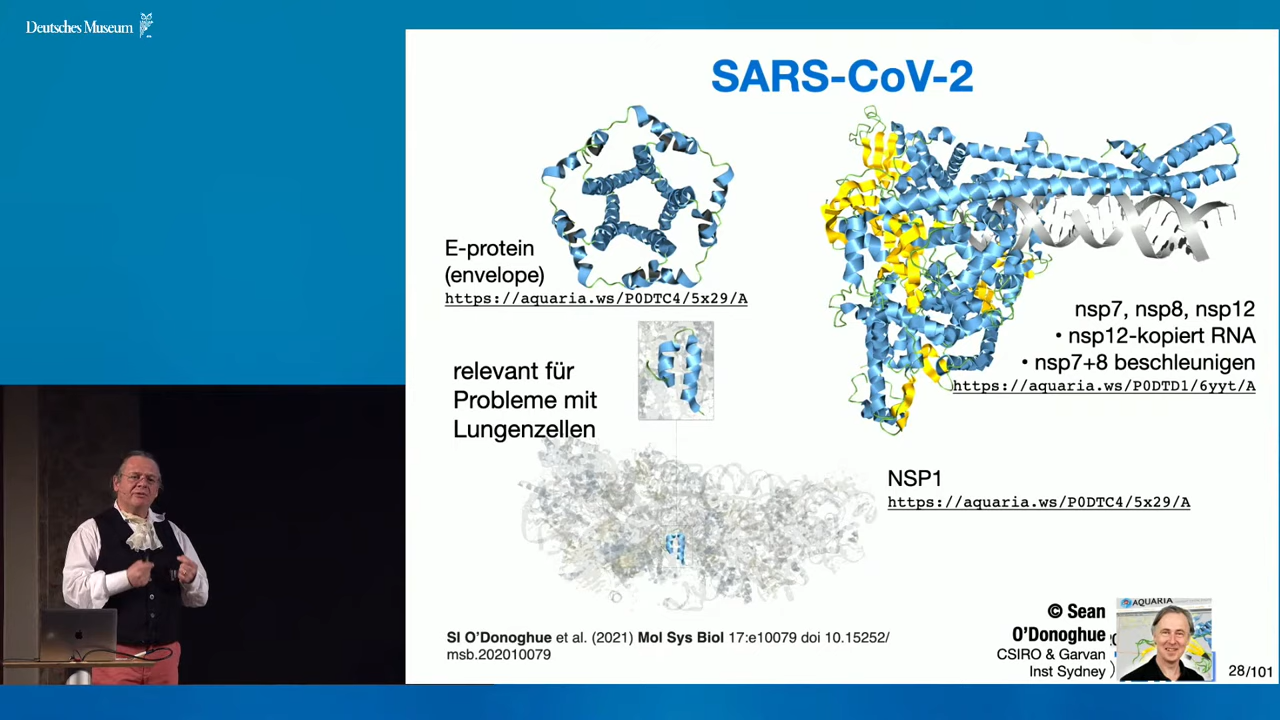 Deutsches Museum
SARS-CoV-2
E-protein
(envelope)
https://aquaria.ws/P0DTC4/5x29/A
nsp7, nsp8, nsp12
• nsp12-kopiert RNA
• nsp7+8 beschleunigen
https://aquaria.ws/P0DTD1/6yyt/A
relevant für
Probleme mit
Lungenzellen
NSP1
https://aquaria.ws/P0DTC4/5x29/A
SI O'Donoghue et al. (2021) Mol Sys Biol 17:e10079 doi 10.15252/
msb.202010079
© Sean
O'Donoghue
CSIRO & Garvan
Inst Sydney
AQUARIA
28/101